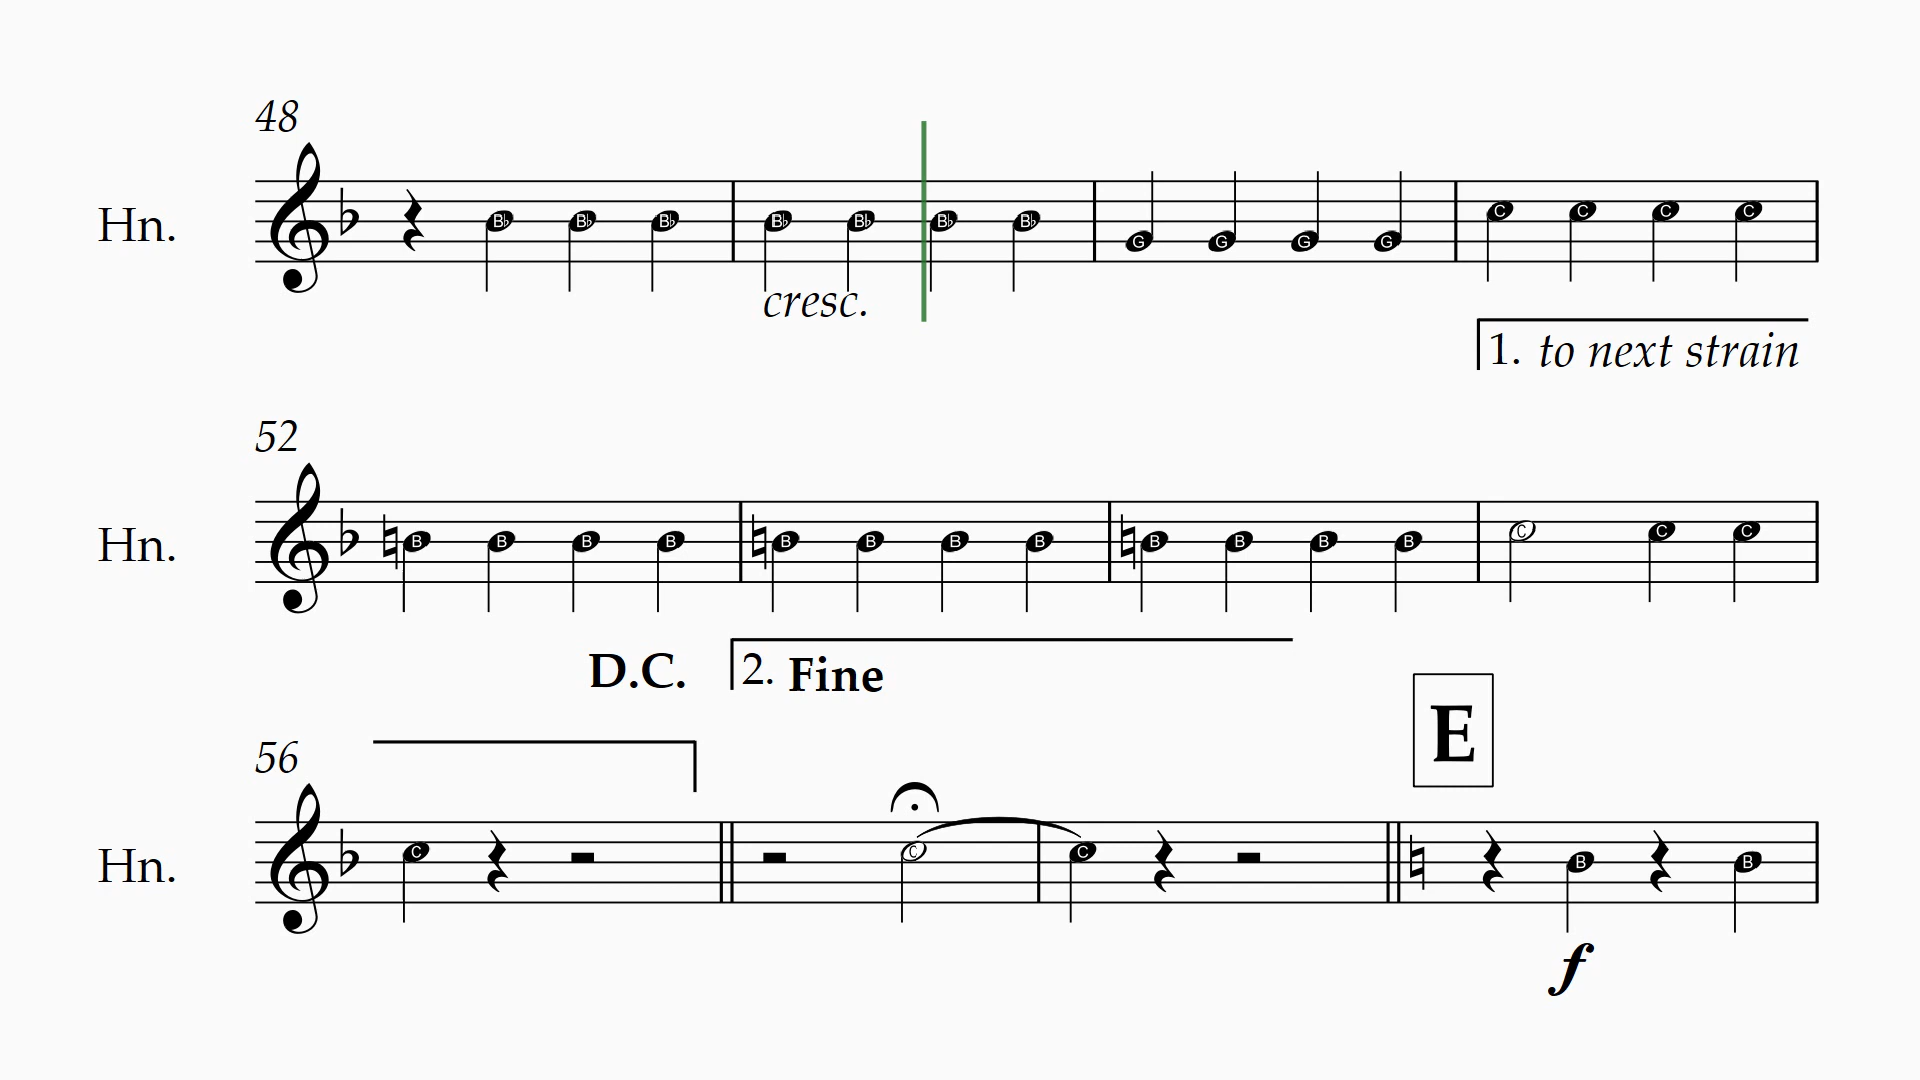 48
Hn.
B♭ B♭ B♭ B♭ B♭ B♭ B♭ G G G G C C C C
cresc.
1. to next strain
52
Hn.
B B B B B B B B B B B B C C C
D.C. 2. Fine
E
56
Hn.
C C C B B
f